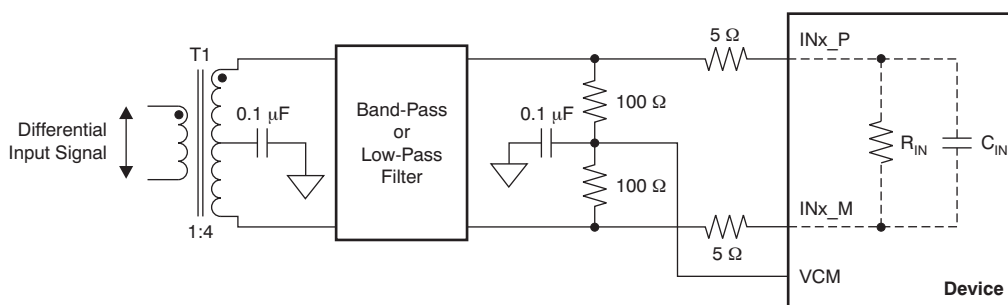 T1
Differential
Input Signal
1:4
0.1 μF
Band-Pass
or
Low-Pass
Filter
0.1 μF
100 Ω
100 Ω
5 Ω
5 Ω
INx_P
INx_M
VCM
R_IN
C_IN
Device